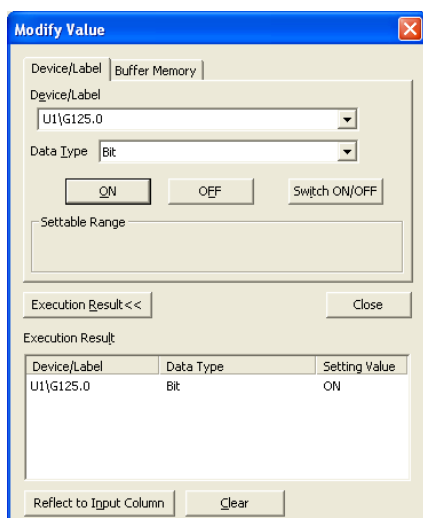 Modify Value
Device/Label Buffer Memory
Device/Label
U1\G125.0
Data Type Bit
ON OFF Switch ON/OFF
Settable Range
Execution Result<< Close
Execution Result
Device/Label Data Type Setting Value
U1\G125.0 Bit ON
Reflect to Input Column Clear